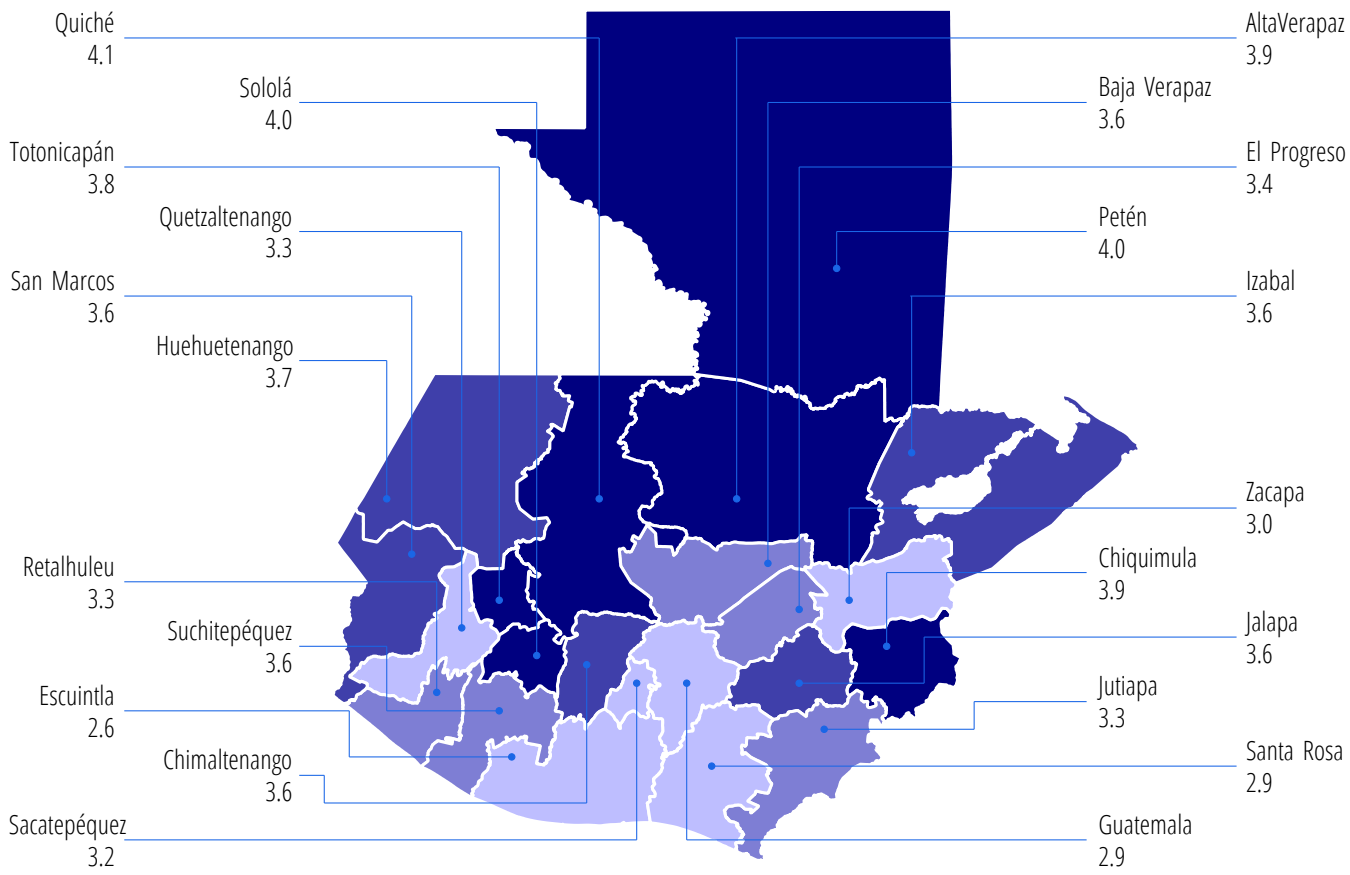 Quiché
4.1
Sololá
4.0
Totonicapán
3.8
Quetzaltenango
3.3
San Marcos
3.6
Huehuetenango
3.7
Retalhuleu
3.3
Suchitepéquez
3.6
Escuintla
2.6
Chimaltenango
3.6
Sacatepéquez
3.2
AltaVerapaz
3.9
Baja Verapaz
3.6
El Progreso
3.4
Petén
4.0
Izabal
3.6
Zacapa
3.0
Chiquimula
3.9
Jalapa
3.6
Jutiapa
3.3
Santa Rosa
2.9
Guatemala
2.9